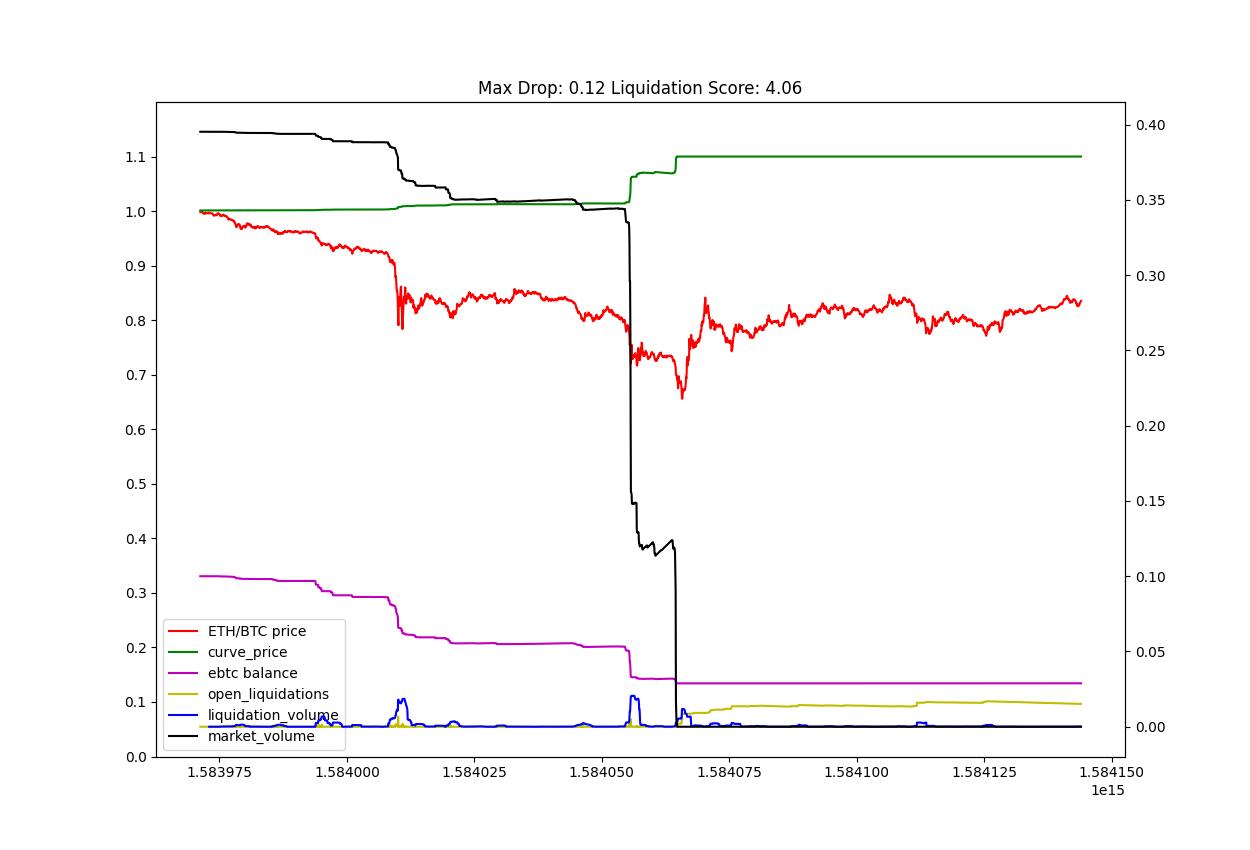 Max Drop: 0.12 Liquidation Score: 4.06
1.1
1.0
0.9
0.8
0.7
0.6
0.5
0.4
0.3
0.2
0.1
0.0
0.40
0.35
0.30
0.25
0.20
0.15
0.10
0.05
0.00
ETH/BTC price
curve_price
ebtc balance
open_liquidations
liquidation_volume
market_volume
1.583975 1.584000 1.584025 1.584050 1.584075 1.584100 1.584125 1.584150
1e15